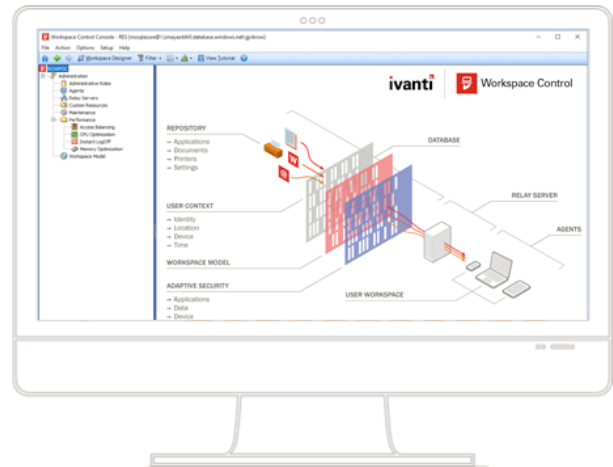 Workspace Control Console - RES
File Action Options Setup Help
Workspace Designer Filter View Tutorial
Administration
Administrative Roles
Agents
Relay Servers
Custom Resources
Maintenance
Performance
Access Balancing
CPU Optimization
Instant LogOff
Memory Optimization
Workspace Model
ivanti Workspace Control
REPOSITORY
→ Applications
→ Documents
→ Printers
→ Settings
DATABASE
RELAY SERVER
AGENTS
USER CONTEXT
→ Identity
→ Location
→ Device
→ Time
WORKSPACE MODEL
ADAPTIVE SECURITY
→ Applications
→ Data
→ Device
USER WORKSPACE